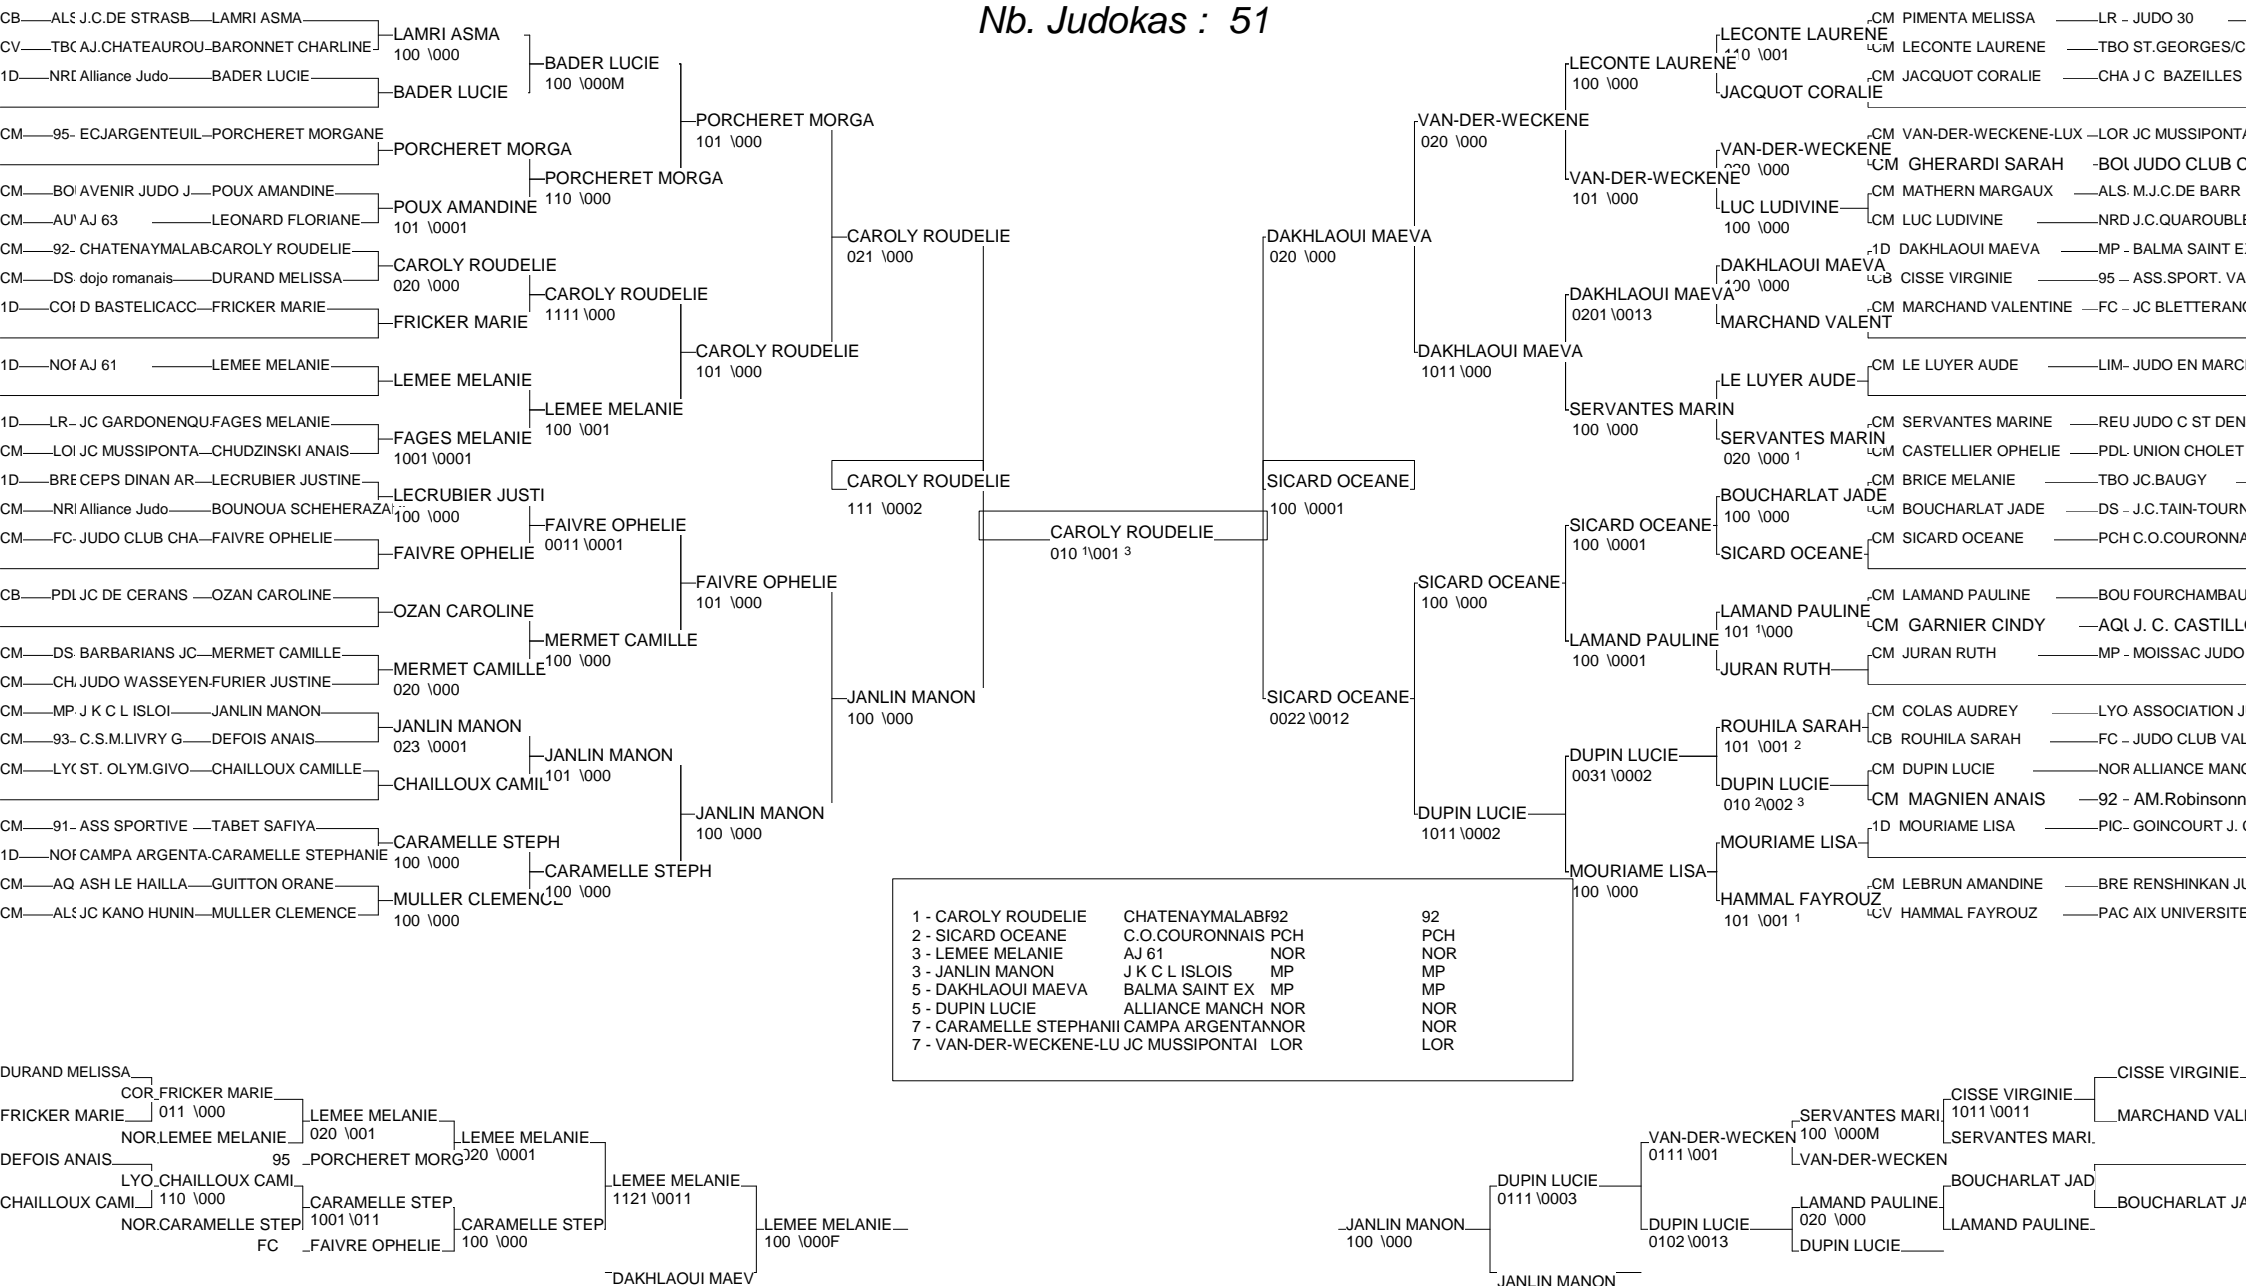 Nb. Judokas : 51
CB ALS J.C.DE STRASB LAMRI ASMA
CV TBO AJ.CHATEAUROU BARONNET CHARLINE
1D NRD Alliance Judo BADER LUCIE
CM 95- ECJARGENTEUIL PORCHERET MORGANE
CM BO AVENIR JUDO J POUX AMANDINE
CM AUV AJ 63 LEONARD FLORIANE
CM 92- CHATENAYMALAB CAROLY ROUDELIE
CM DS- dojo romanais DURAND MELISSA
1D COR D BASTELICACC FRICKER MARIE
1D NOR AJ 61 LEMEE MELANIE
1D LR- JC GARDONENQU FAGES MELANIE
CM LO JC MUSSIPONTA CHUDZINSKI ANAIS
1D BRE CEPS DINAN AR LECRUBIER JUSTINE
CM NR Alliance Judo BOUNOUA SCHEHERAZA
CM FC- JUDO CLUB CHA FAIVRE OPHELIE
CB PDL JC DE CERANS OZAN CAROLINE
CM DS- BARBARIANS JC MERMET CAMILLE
CM CH JUDO WASSEYEN FURIER JUSTINE
CM MP- J K C L ISLOI JANLIN MANON
CM 93- C.S.M.LIVRY G DEFOIS ANAIS
CM LYO ST. OLYM.GIVO CHAILLOUX CAMILLE
CM 91- ASS SPORTIVE TABET SAFIYA
1D NOR CAMPA ARGENTA CARAMELLE STEPHANIE
CM AQ ASH LE HAILLA GUITTON ORANE
CM ALS JC KANO HUNIN MULLER CLEMENCE
LAMRI ASMA
100 \000
BADER LUCIE
PORCHERET MORGA
POUX AMANDINE
101 \0001
CAROLY ROUDELIE
020 \000
FRICKER MARIE
LEMEE MELANIE
FAGES MELANIE
1001 \0001
LECRUBIER JUSTI
100 \000
FAIVRE OPHELIE
OZAN CAROLINE
MERMET CAMILLE
020 \000
JANLIN MANON
023 \0001
CHAILLOUX CAMIL
CARAMELLE STEPH
100 \000
MULLER CLEMENCE
100 \000
BADER LUCIE
100 \000M
PORCHERET MORGA
110 \000
CAROLY ROUDELIE
1111 \000
LEMEE MELANIE
100 \001
FAIVRE OPHELIE
0011 \0001
MERMET CAMILLE
100 \000
JANLIN MANON
101 \000
CARAMELLE STEPH
100 \000
PORCHERET MORGA
101 \000
CAROLY ROUDELIE
101 \000
FAIVRE OPHELIE
101 \000
JANLIN MANON
100 \000
CAROLY ROUDELIE
021 \000
CAROLY ROUDELIE
111 \0002
JANLIN MANON
100 \000
CAROLY ROUDELIE
010 1\001 3
DAKHLAOUI MAEVA
020 \000
SICARD OCEANE
100 \0001
SICARD OCEANE
0022 \0012
VAN-DER-WECKENE
020 \000
DAKHLAOUI MAEVA
1011 \000
SICARD OCEANE
100 \000
DUPIN LUCIE
1011 \0002
LECONTE LAURENE
100 \000
VAN-DER-WECKENE
101 \000
DAKHLAOUI MAEVA
0201 \0013
SERVANTES MARIN
100 \000
SICARD OCEANE
100 \0001
LAMAND PAULINE
100 \0001
DUPIN LUCIE
0031 \0002
MOURIAME LISA
100 \000
LECONTE LAURENE
110 \001
JACQUOT CORALIE
VAN-DER-WECKENE
020 \000
LUC LUDIVINE
100 \000
DAKHLAOUI MAEVA
100 \000
MARCHAND VALENT
LE LUYER AUDE
SERVANTES MARIN
020 \000 1
BOUCHARLAT JADE
100 \000
SICARD OCEANE
LAMAND PAULINE
101 1\000
JURAN RUTH
ROUHILA SARAH
101 \001 2
DUPIN LUCIE
010 2\002 3
MOURIAME LISA
HAMMAL FAYROUZ
101 \001 1
CM PIMENTA MELISSA LR - JUDO 30
CM LECONTE LAURENE TBO ST.GEORGES/C
CM JACQUOT CORALIE CHA J C BAZEILLES
CM VAN-DER-WECKENE-LUX LOR JC MUSSIPONTA
CM GHERARDI SARAH BOU JUDO CLUB C
CM MATHERN MARGAUX ALS- M.J.C.DE BARR
CM LUC LUDIVINE NRD J.C.QUAROUBLE
1D DAKHLAOUI MAEVA MP - BALMA SAINT EX
CB CISSE VIRGINIE 95 - ASS.SPORT. VA
CM MARCHAND VALENTINE FC - JC BLETTERANC
CM LE LUYER AUDE LIM- JUDO EN MARC
CM SERVANTES MARINE REU JUDO C ST DEN
CM CASTELLIER OPHELIE PDL- UNION CHOLET
CM BRICE MELANIE TBO JC.BAUGY
CM BOUCHARLAT JADE DS - J.C.TAIN-TOURN
CM SICARD OCEANE PCH C.O.COURONNA
CM LAMAND PAULINE BOU FOURCHAMBAU
CM GARNIER CINDY AQU J. C. CASTILLO
CM JURAN RUTH MP - MOISSAC JUDO
CM COLAS AUDREY LYO ASSOCIATION J
CB ROUHILA SARAH FC - JUDO CLUB VAL
CM DUPIN LUCIE NOR ALLIANCE MANC
CM MAGNIEN ANAIS 92 - AM.Robinsonn
1D MOURIAME LISA PIC- GOINCOURT J. C
CM LEBRUN AMANDINE BRE RENSHINKAN JU
CV HAMMAL FAYROUZ PAC AIX UNIVERSITE
1 - CAROLY ROUDELIE CHATENAYMALABF 92 92
2 - SICARD OCEANE C.O.COURONNAIS PCH PCH
3 - LEMEE MELANIE AJ 61 NOR NOR
3 - JANLIN MANON J K C L ISLOIS MP MP
5 - DAKHLAOUI MAEVA BALMA SAINT EX MP MP
5 - DUPIN LUCIE ALLIANCE MANCH NOR NOR
7 - CARAMELLE STEPHANII CAMPA ARGENTAN NOR NOR
7 - VAN-DER-WECKENE-LU JC MUSSIPONTAI LOR LOR
DURAND MELISSA
FRICKER MARIE
DEFOIS ANAIS
CHAILLOUX CAMI
COR FRICKER MARIE
011 \000
NOR LEMEE MELANIE
95 PORCHERET MORG
LYO CHAILLOUX CAMI
110 \000
NOR CARAMELLE STEP
FC FAIVRE OPHELIE
LEMEE MELANIE
020 \001
CARAMELLE STEP
1001 \011
LEMEE MELANIE
020 \0001
CARAMELLE STEP
100 \000
LEMEE MELANIE
1121 \0011
DAKHLAOUI MAEV
LEMEE MELANIE
100 \000F
JANLIN MANON
100 \000
DUPIN LUCIE
0111 \0003
JANLIN MANON
VAN-DER-WECKEN
0111 \001
DUPIN LUCIE
0102 \0013
SERVANTES MARI
100 \000M
VAN-DER-WECKEN
LAMAND PAULINE
020 \000
DUPIN LUCIE
CISSE VIRGINIE
1011 \0011
SERVANTES MARI
BOUCHARLAT JAD
LAMAND PAULINE
CISSE VIRGINIE
MARCHAND VALE
BOUCHARLAT JA